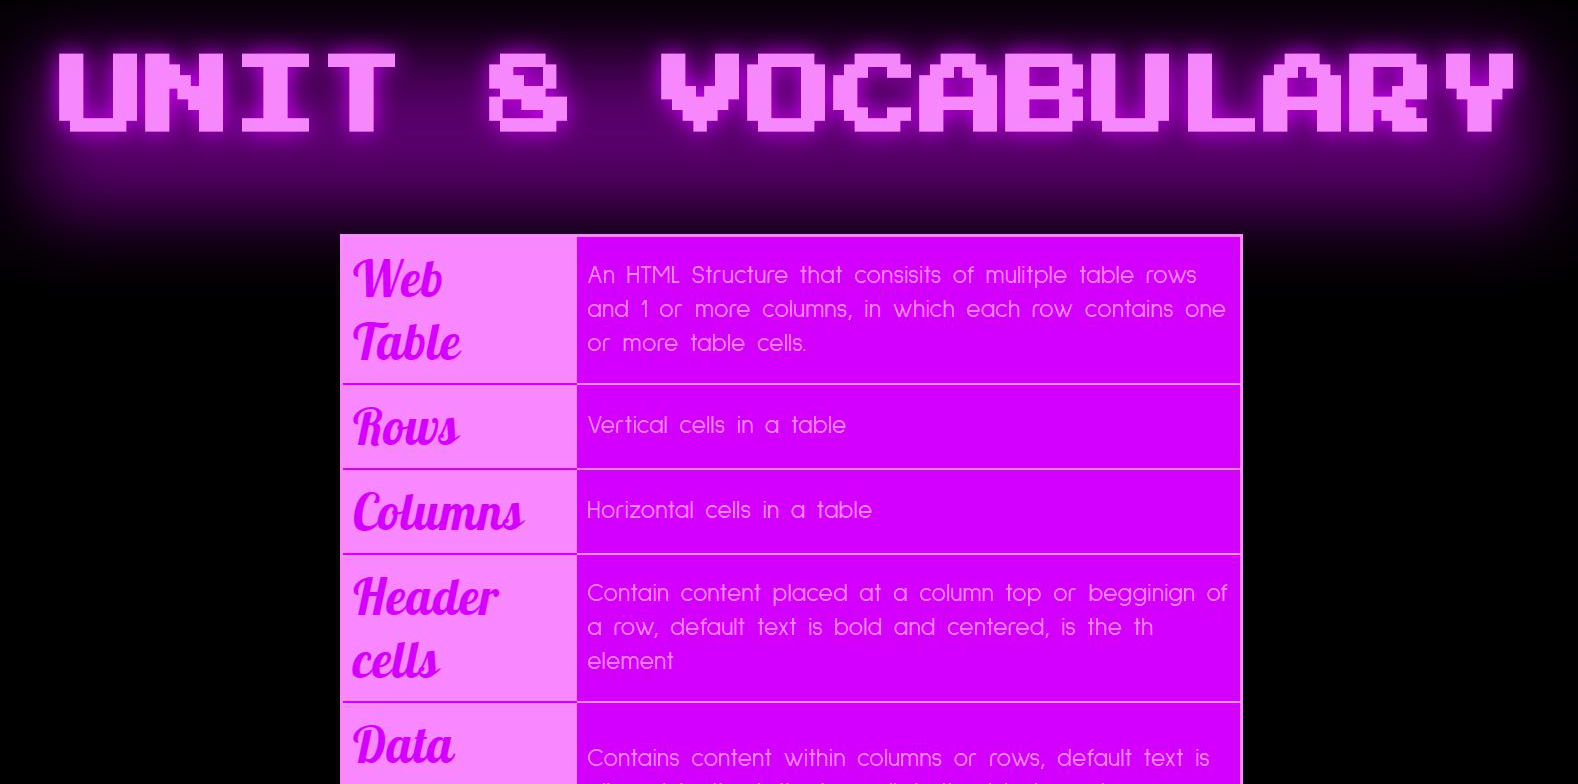 UNIT 8 VOCABULARY
Web
Table
An HTML Structure that consisits of mulitple table rows
and 1 or more columns, in which each row contains one
or more table cells.
Rows
Vertical cells in a table
Columns
Horizontal cells in a table
Header
cells
Contain content placed at a column top or begginign of
a row, default text is bold and centered, is the th
element
Data
Contains content within columns or rows, default text is